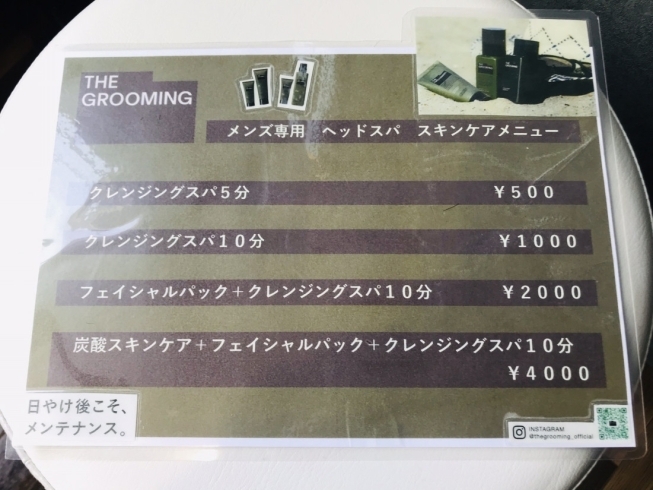 THE
GROOMING
メンズ専用 ヘッドスパ スキンケアメニュー
クレンジングスパ5分 ¥500
クレンジングスパ10分 ¥1000
フェイシャルパック+クレンジングスパ10分 ¥2000
炭酸スキンケア+フェイシャルパック+クレンジングスパ10分
¥4000
日やけ後こそ、
メンテナンス。
INSTAGRAM
@thegrooming_official